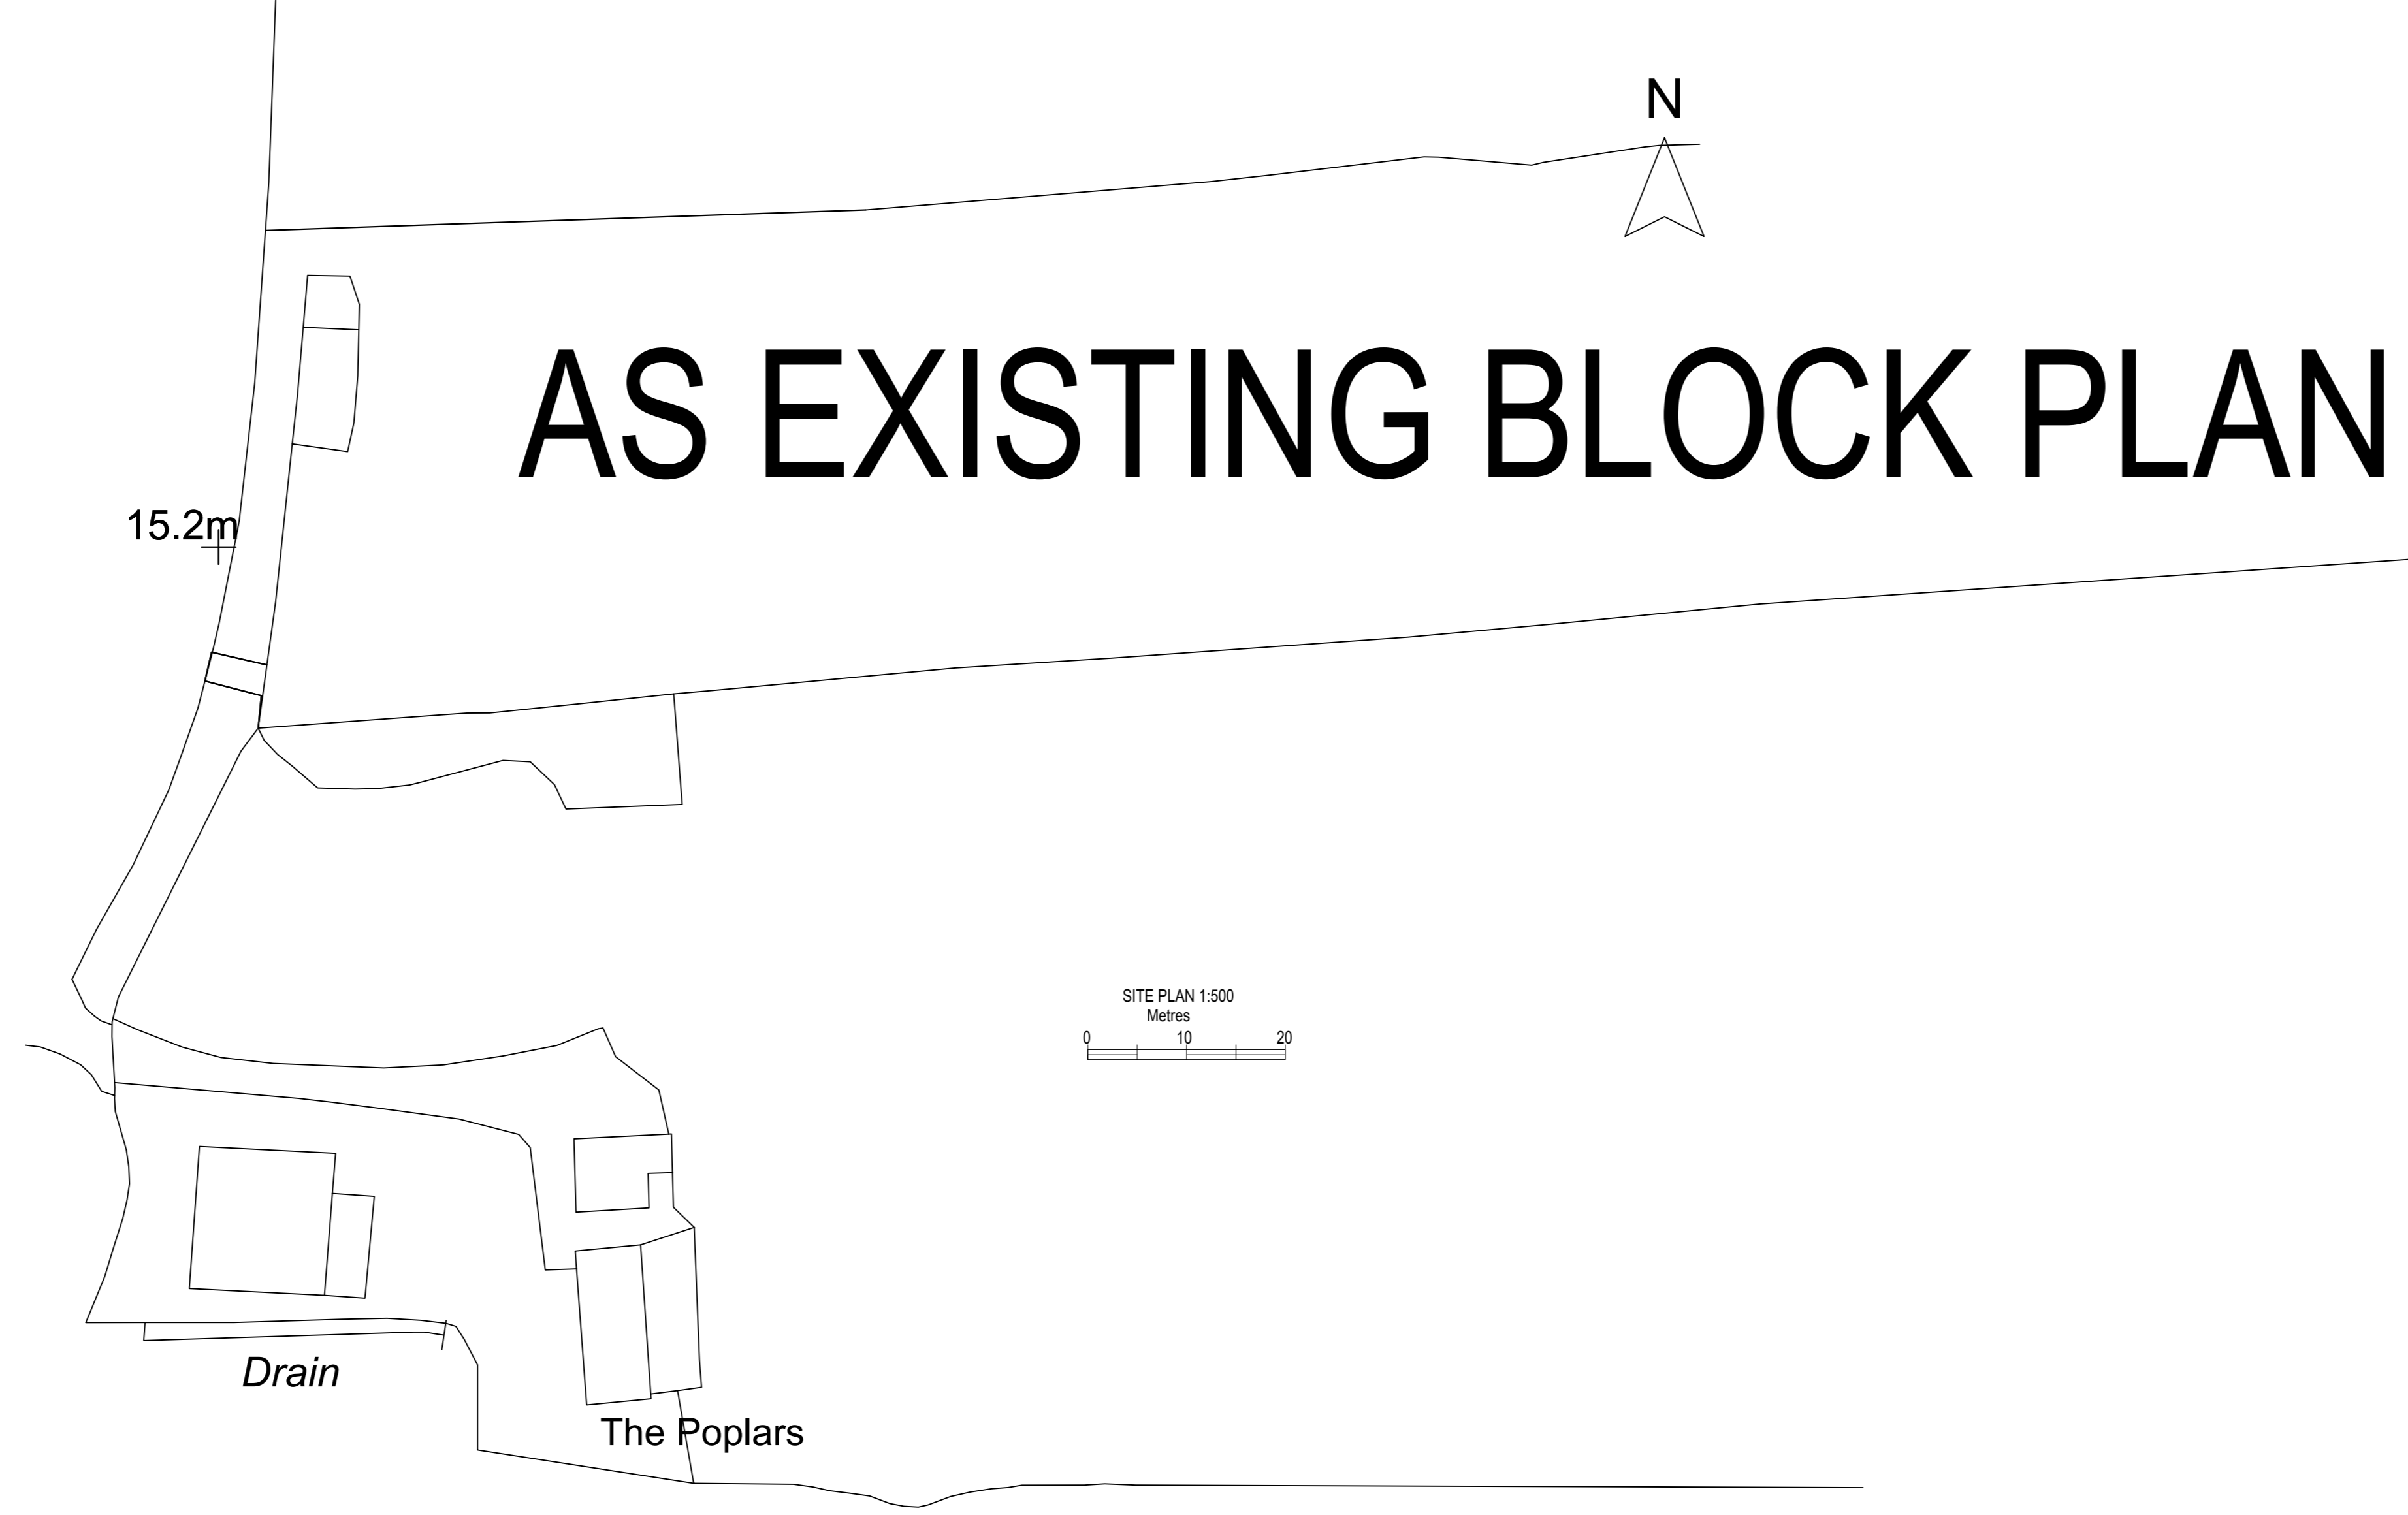 N
AS EXISTING BLOCK PLAN
15.2m
SITE PLAN 1:500
Metres
0 10 20
Drain
The Poplars